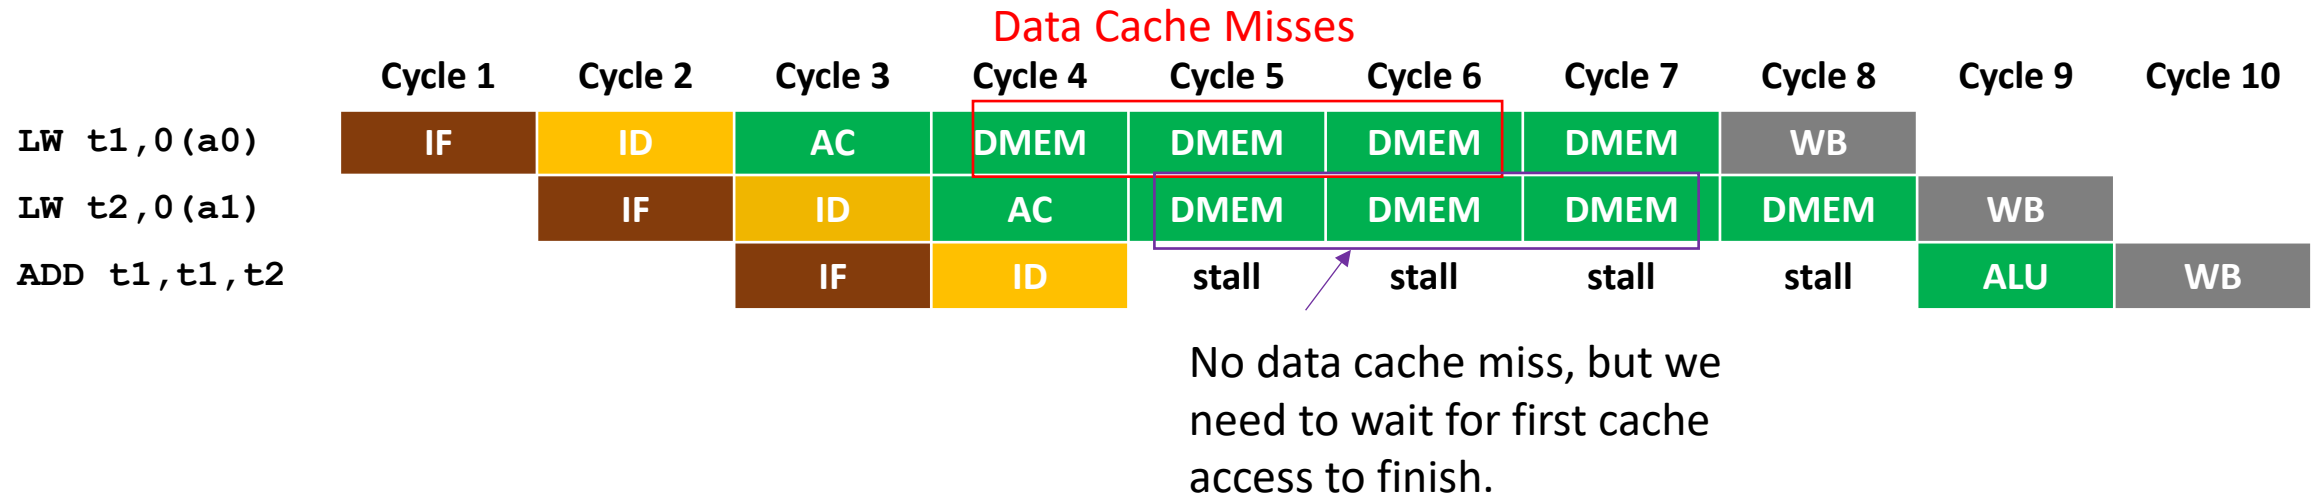 Data Cache Misses
Cycle 1 Cycle 2 Cycle 3 Cycle 4 Cycle 5 Cycle 6 Cycle 7 Cycle 8 Cycle 9 Cycle 10
LW t1,0(a0) IF ID AC DMEM DMEM DMEM DMEM WB
LW t2,0(a1) IF ID AC DMEM DMEM DMEM DMEM WB
ADD t1,t1,t2 IF ID stall stall stall stall ALU WB
No data cache miss, but we
need to wait for first cache
access to finish.